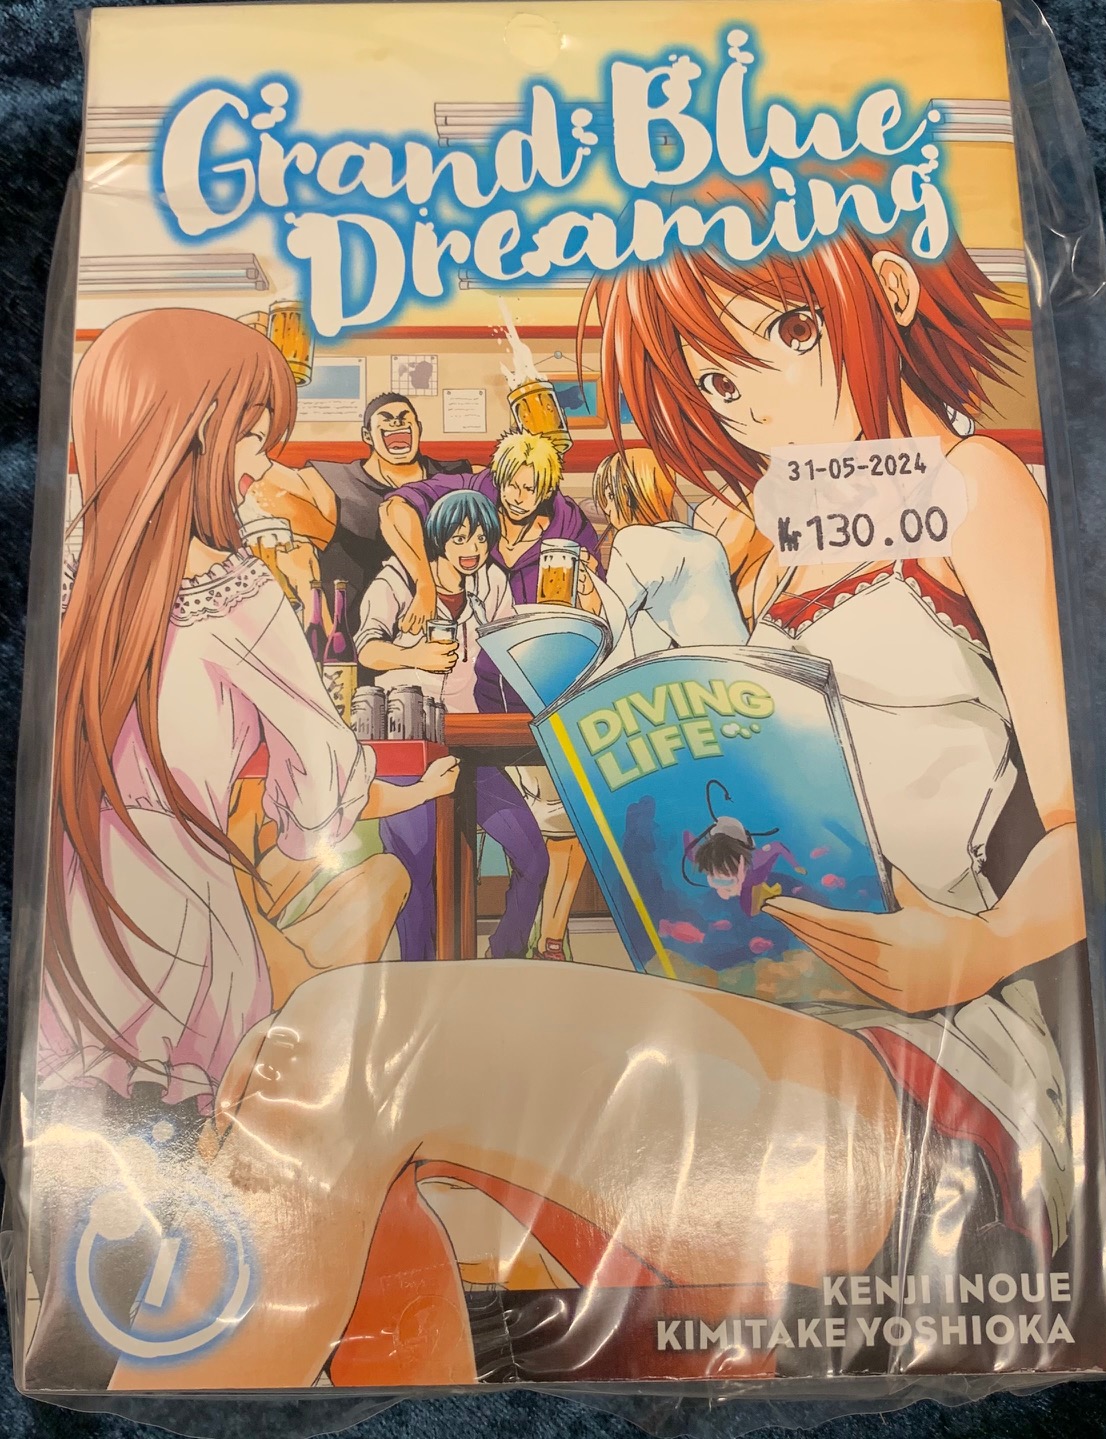 Grand Blue
Dreaming
31-05-2024
Kr 130.00
DIVING
LIFE
1
KENJI INOUE
KIMITAKE YOSHIOKA